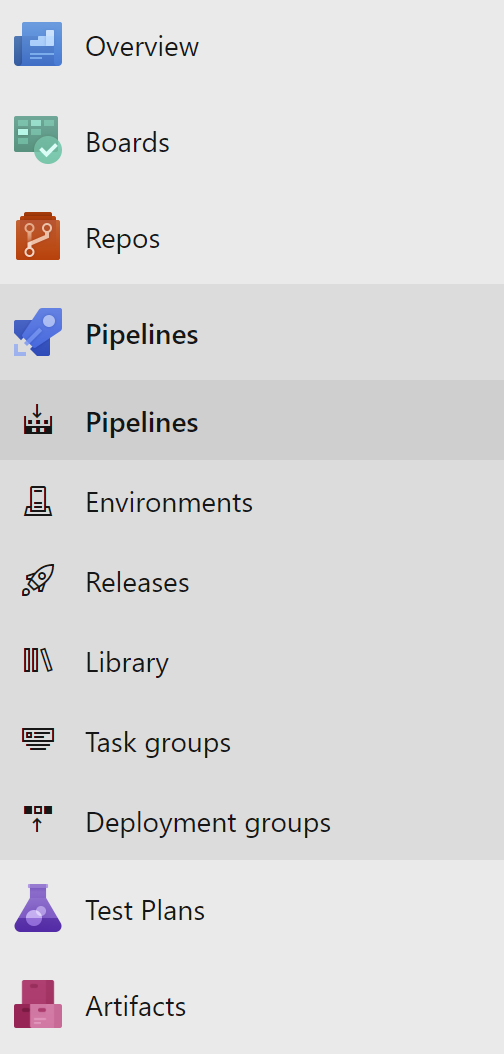 Overview
Boards
Repos
Pipelines
Pipelines
Environments
Releases
Library
Task groups
Deployment groups
Test Plans
Artifacts